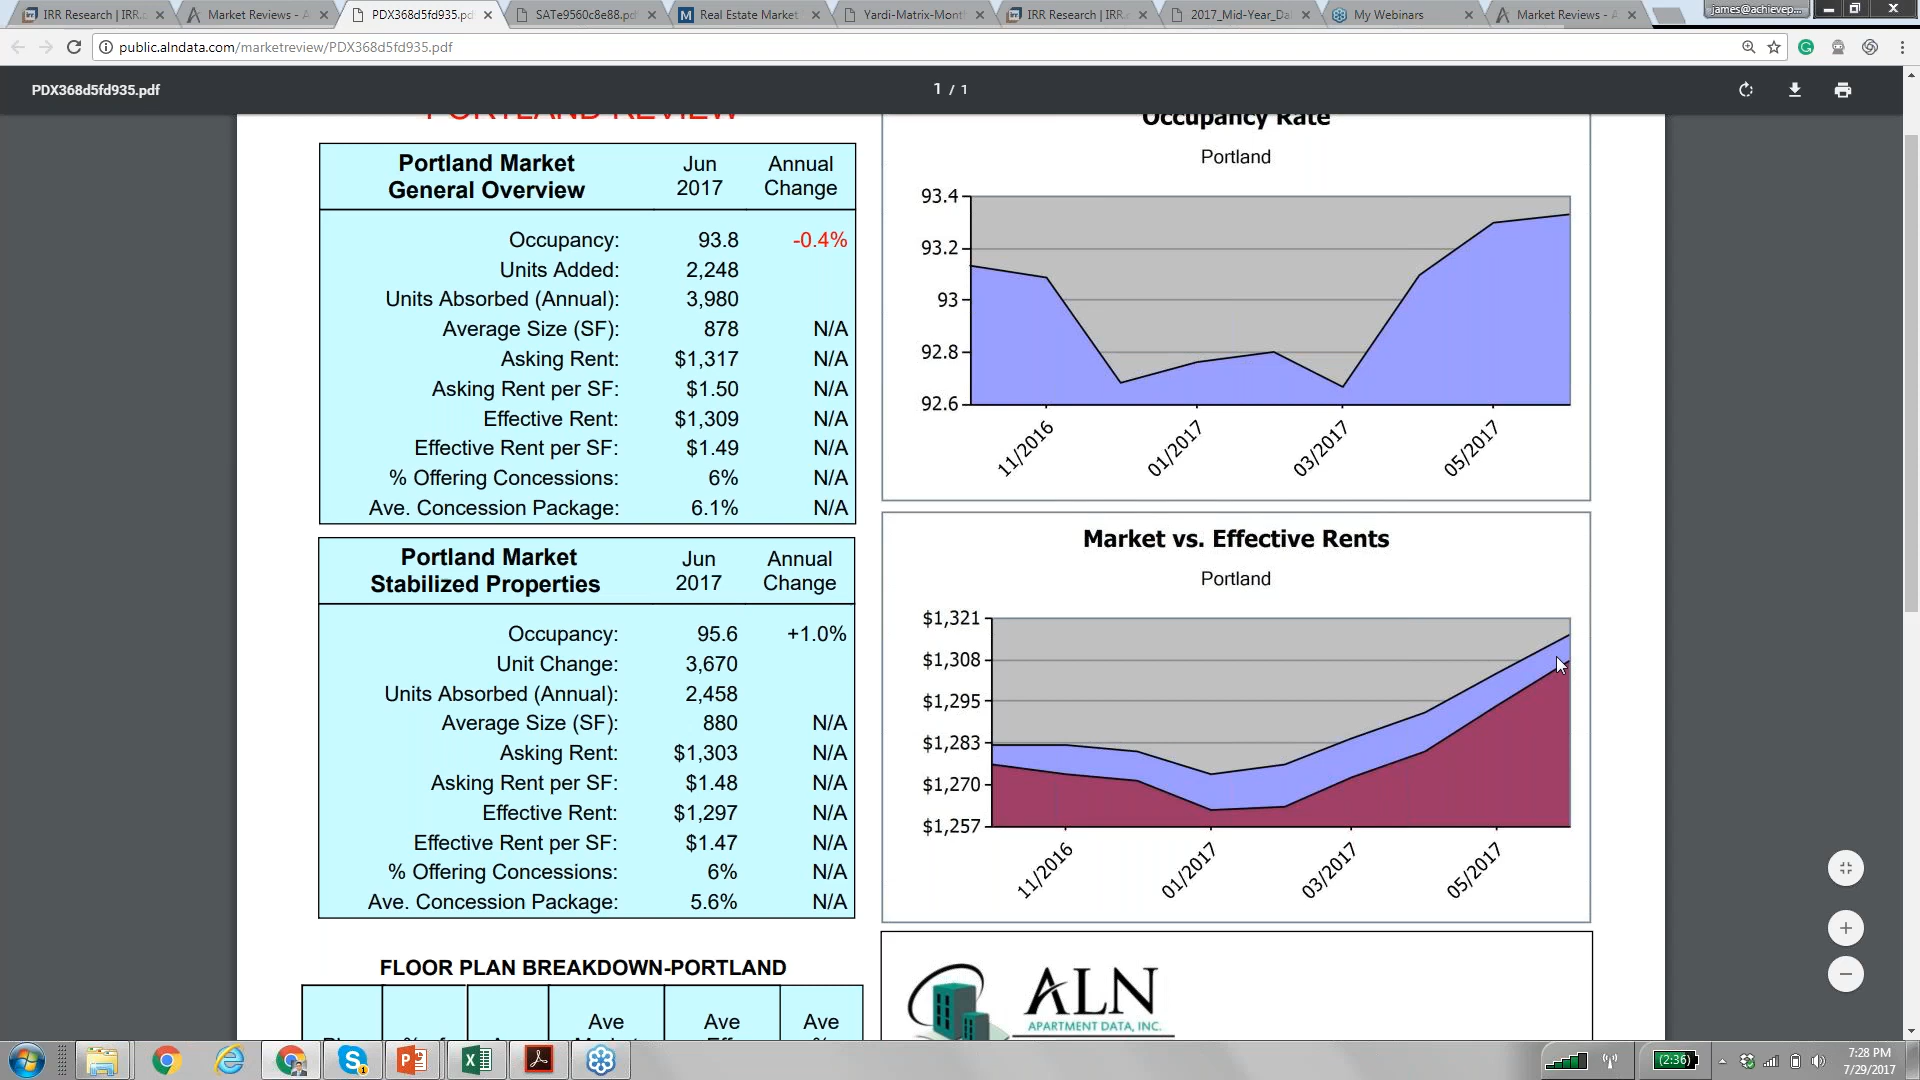 IRR Research | IRR.
Market Reviews - A
PDX368d5fd935.pd
SATe9560c8e88.pd
Real Estate Market
Yardi-Matrix-Mont
IRR Research | IRR.
2017_Mid-Year_Da
My Webinars
Market Reviews - A
james@achievep...
public.alndata.com/marketreview/PDX368d5fd935.pdf
PDX368d5fd935.pdf
1 / 1
PORTLAND REVIEW
Portland Market Jun Annual
General Overview 2017 Change
Occupancy: 93.8 -0.4%
Units Added: 2,248
Units Absorbed (Annual): 3,980
Average Size (SF): 878 N/A
Asking Rent: $1,317 N/A
Asking Rent per SF: $1.50 N/A
Effective Rent: $1,309 N/A
Effective Rent per SF: $1.49 N/A
% Offering Concessions: 6% N/A
Ave. Concession Package: 6.1% N/A
Portland Market Jun Annual
Stabilized Properties 2017 Change
Occupancy: 95.6 +1.0%
Unit Change: 3,670
Units Absorbed (Annual): 2,458
Average Size (SF): 880 N/A
Asking Rent: $1,303 N/A
Asking Rent per SF: $1.48 N/A
Effective Rent: $1,297 N/A
Effective Rent per SF: $1.47 N/A
% Offering Concessions: 6% N/A
Ave. Concession Package: 5.6% N/A
FLOOR PLAN BREAKDOWN-PORTLAND
Ave Ave Ave
Occupancy Rate
Portland
93.4
93.2
93
92.8
92.6
11/2016 01/2017 03/2017 05/2017
Market vs. Effective Rents
Portland
$1,321
$1,308
$1,295
$1,283
$1,270
$1,257
11/2016 01/2017 03/2017 05/2017
ALN
APARTMENT DATA, INC.
(2:36)
7:28 PM
7/29/2017